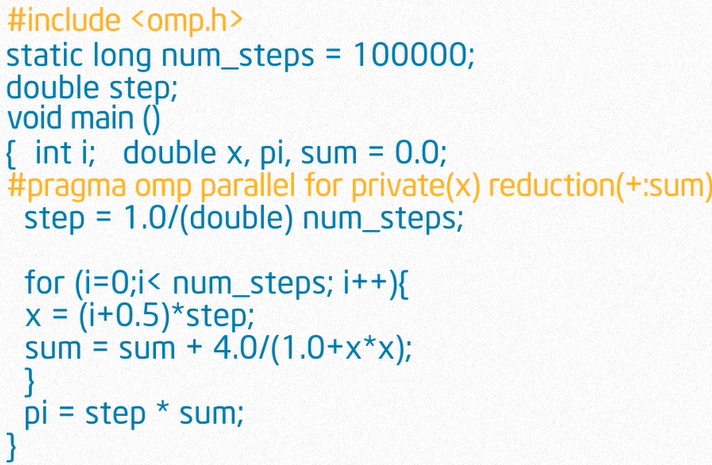 #include <omp.h>
static long num_steps = 100000;
double step;
void main ()
{  int i;   double x, pi, sum = 0.0;
#pragma omp parallel for private(x) reduction(+:sum)
  step = 1.0/(double) num_steps;
  for (i=0;i< num_steps; i++){
  x = (i+0.5)*step;
  sum = sum + 4.0/(1.0+x*x);
  }
  pi = step * sum;
}